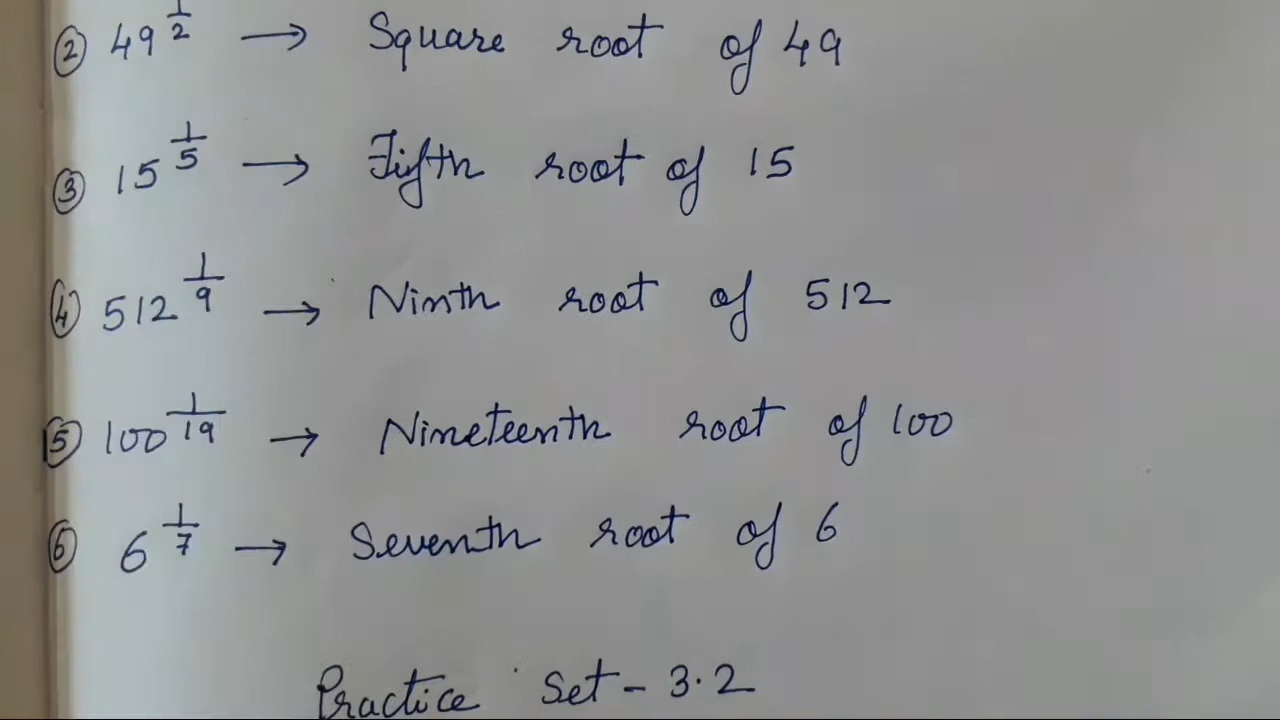 ② 49^(1/2) → Square root of 49
③ 15^(1/5) → Fifth root of 15
④ 512^(1/9) → Ninth root of 512
⑤ 100^(1/19) → Nineteenth root of 100
⑥ 6^(1/7) → Seventh root of 6
Practice Set - 3.2